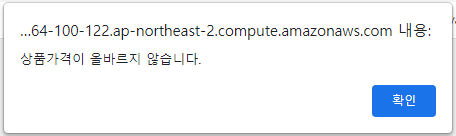 ...64-100-122.ap-northeast-2.compute.amazonaws.com 내용:
상품가격이 올바르지 않습니다.
확인